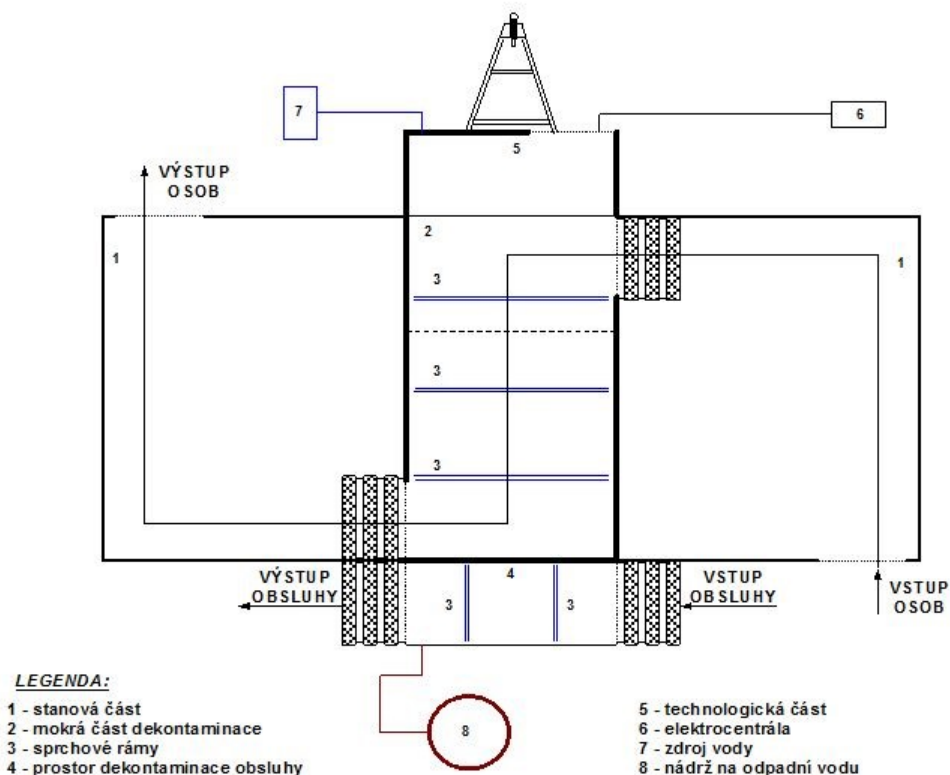 7
6
5
VÝSTUP
OSOB
1
2
1
3
3
3
4
VÝSTUP
OBSLUHY
3
3
VSTUP
OBSLUHY
VSTUP
OSOB
8
LEGENDA:
1 - stanová část
2 - mokrá část dekontaminace
3 - sprchové rámy
4 - prostor dekontaminace obsluhy
5 - technologická část
6 - elektrocentrála
7 - zdroj vody
8 - nádrž na odpadní vodu